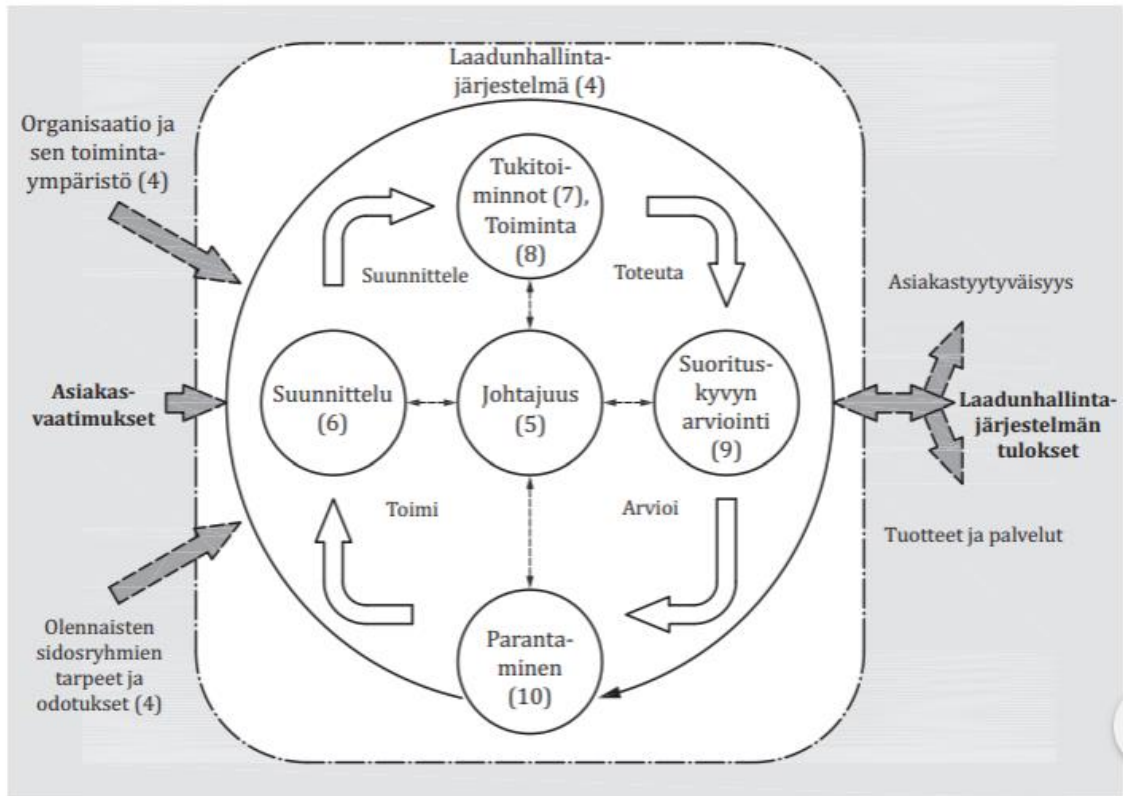 Laadunhallinta-
järjestelmä (4)
Organisaatio ja
sen toiminta-
ympäristö (4)
Tukitoi-
minnot (7),
Toiminta
(8)
Suunnittele
Toteuta
Asiakastyytyväisyys
Asiakas-
vaatimukset
Suunnittelu
(6)
Johtajuus
(5)
Suoritus-
kyvyn
arviointi
(9)
Laadunhallinta-
järjestelmän
tulokset
Toimi
Arvioi
Tuotteet ja palvelut
Olennaisten
sidosryhmien
tarpeet ja
odotukset (4)
Paranta-
minen
(10)